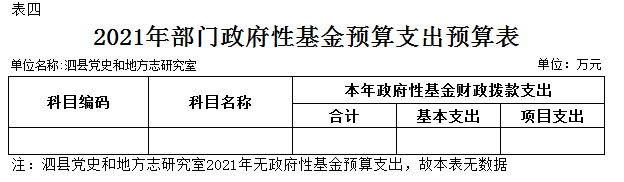 表四
2021年部门政府性基金预算支出预算表
单位名称:泗县党史和地方志研究室 单位：万元
科目编码 科目名称 本年政府性基金财政拨款支出
合计 基本支出 项目支出
注：泗县党史和地方志研究室2021年无政府性基金预算支出，故本表无数据